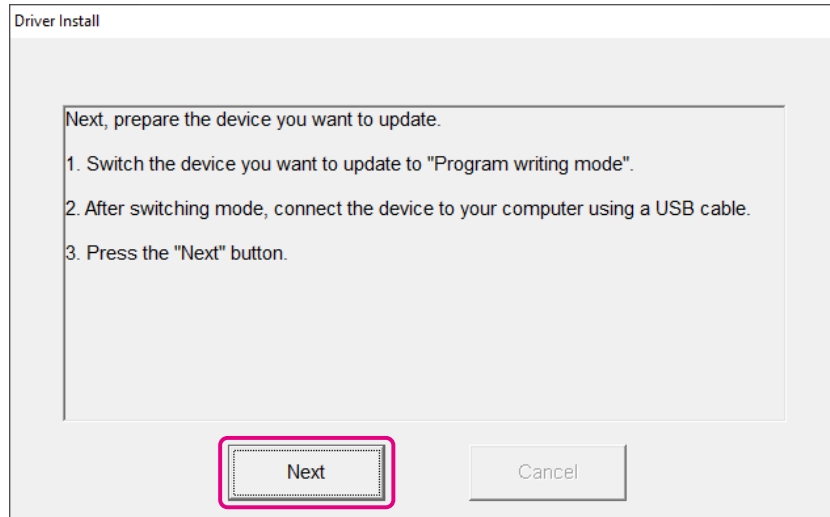 Driver Install
Next, prepare the device you want to update.
1. Switch the device you want to update to "Program writing mode".
2. After switching mode, connect the device to your computer using a USB cable.
3. Press the "Next" button.
Next
Cancel